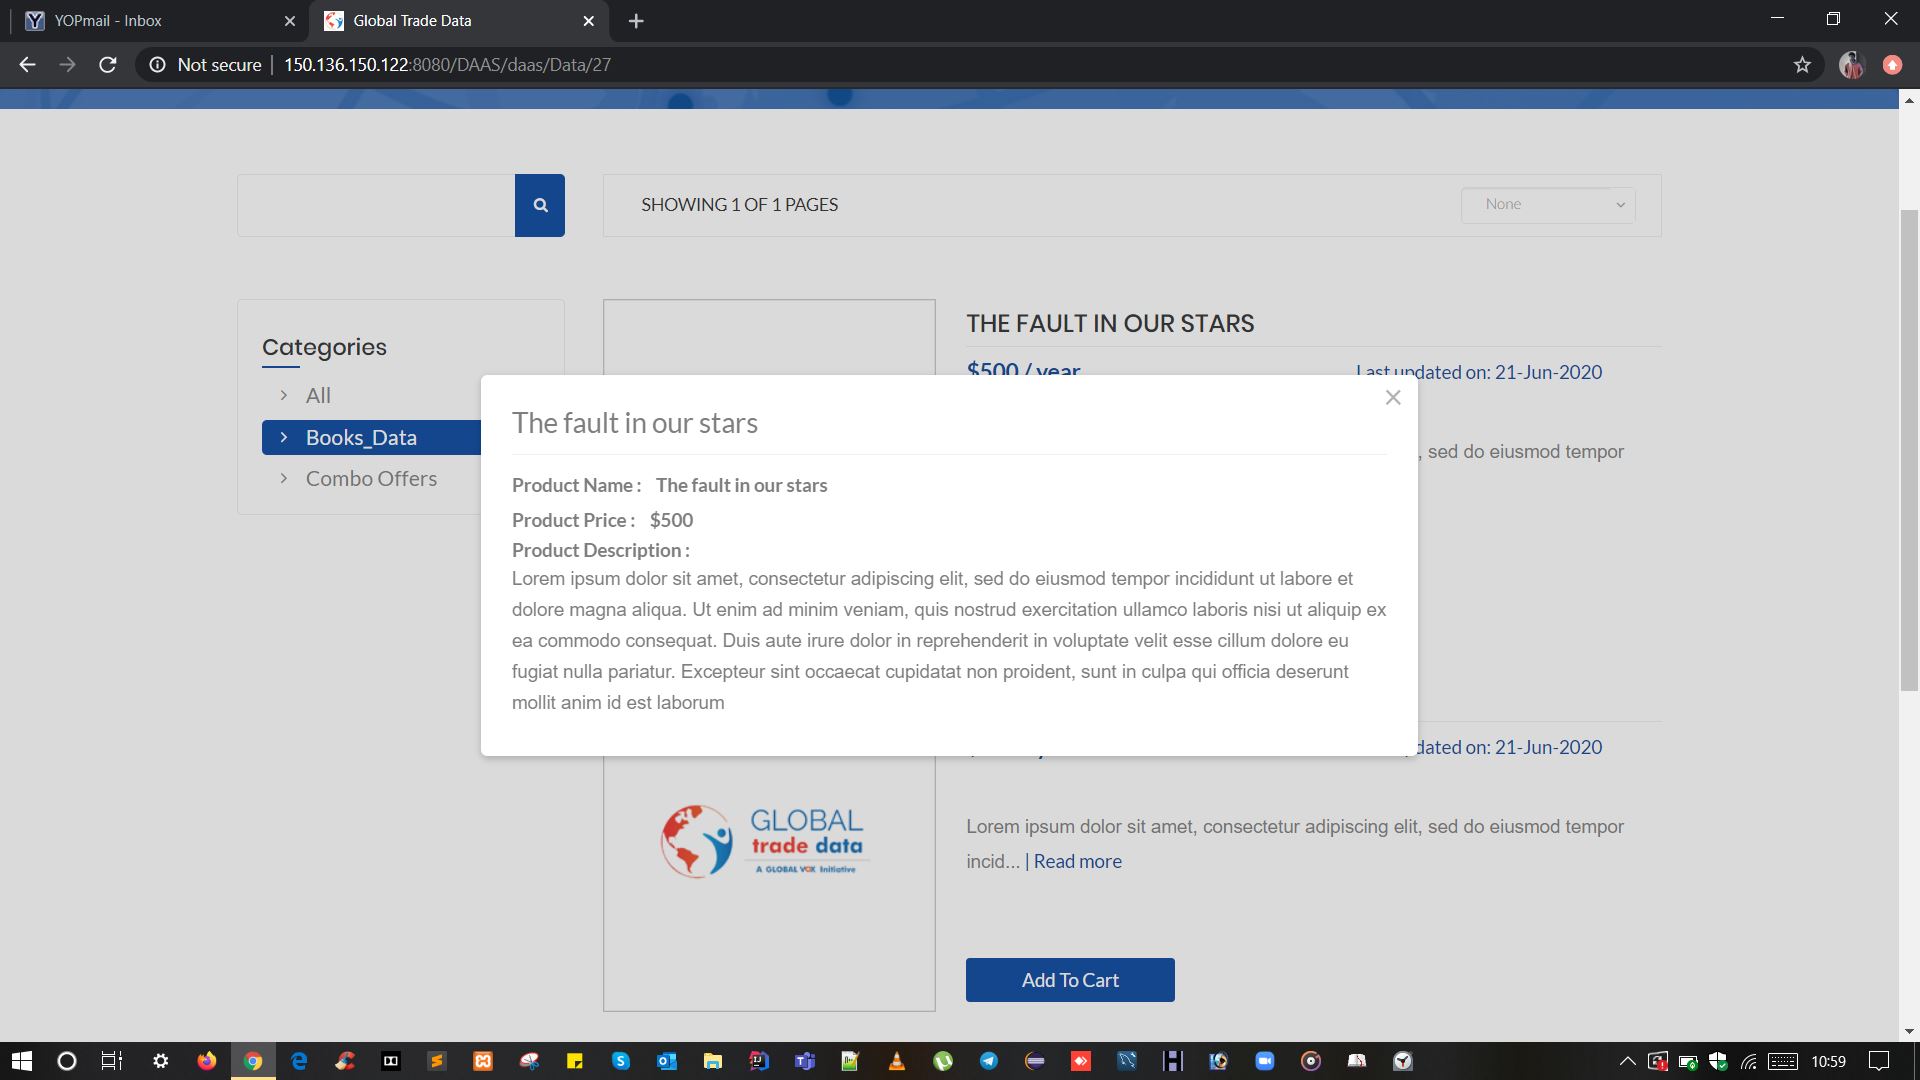 YOPmail - Inbox
Global Trade Data
Not secure
150.136.150.122:8080/DAAS/daas/Data/27
SHOWING 1 OF 1 PAGES
None
Categories
All
Books_Data
Combo Offers
THE FAULT IN OUR STARS
$500 / year
Last updated on: 21-Jun-2020
, sed do eiusmod tempor
The fault in our stars
Product Name : The fault in our stars
Product Price : $500
Product Description :
Lorem ipsum dolor sit amet, consectetur adipiscing elit, sed do eiusmod tempor incididunt ut labore et
dolore magna aliqua. Ut enim ad minim veniam, quis nostrud exercitation ullamco laboris nisi ut aliquip ex
ea commodo consequat. Duis aute irure dolor in reprehenderit in voluptate velit esse cillum dolore eu
fugiat nulla pariatur. Excepteur sint occaecat cupidatat non proident, sunt in culpa qui officia deserunt
mollit anim id est laborum
dated on: 21-Jun-2020
GLOBAL
trade data
A GLOBAL VOX Initiative
Lorem ipsum dolor sit amet, consectetur adipiscing elit, sed do eiusmod tempor
incid... | Read more
Add To Cart
10:59